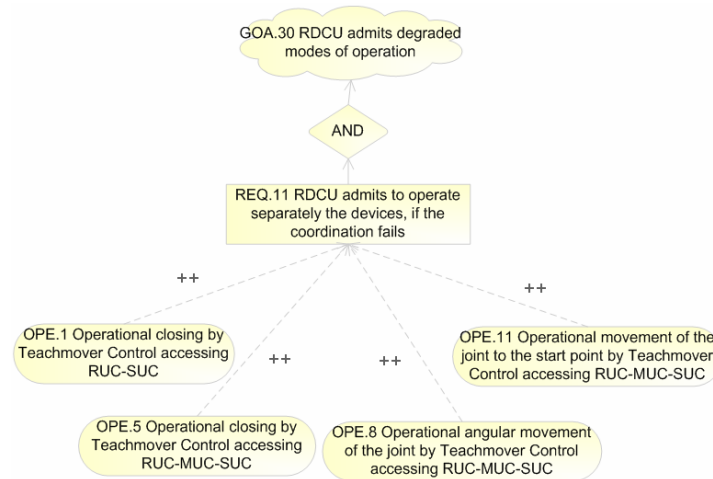 GOA.30 RDCU admits degraded
modes of operation
AND
REQ.11 RDCU admits to operate
separately the devices, if the
coordination fails
++
++
++
++
OPE.1 Operational closing by
Teachmover Control accessing
RUC-SUC
OPE.11 Operational movement of the
joint to the start point by Teachmover
Control accessing RUC-MUC-SUC
OPE.5 Operational closing by
Teachmover Control accessing
RUC-MUC-SUC
OPE.8 Operational angular movement
of the joint by Teachmover Control
accessing RUC-MUC-SUC